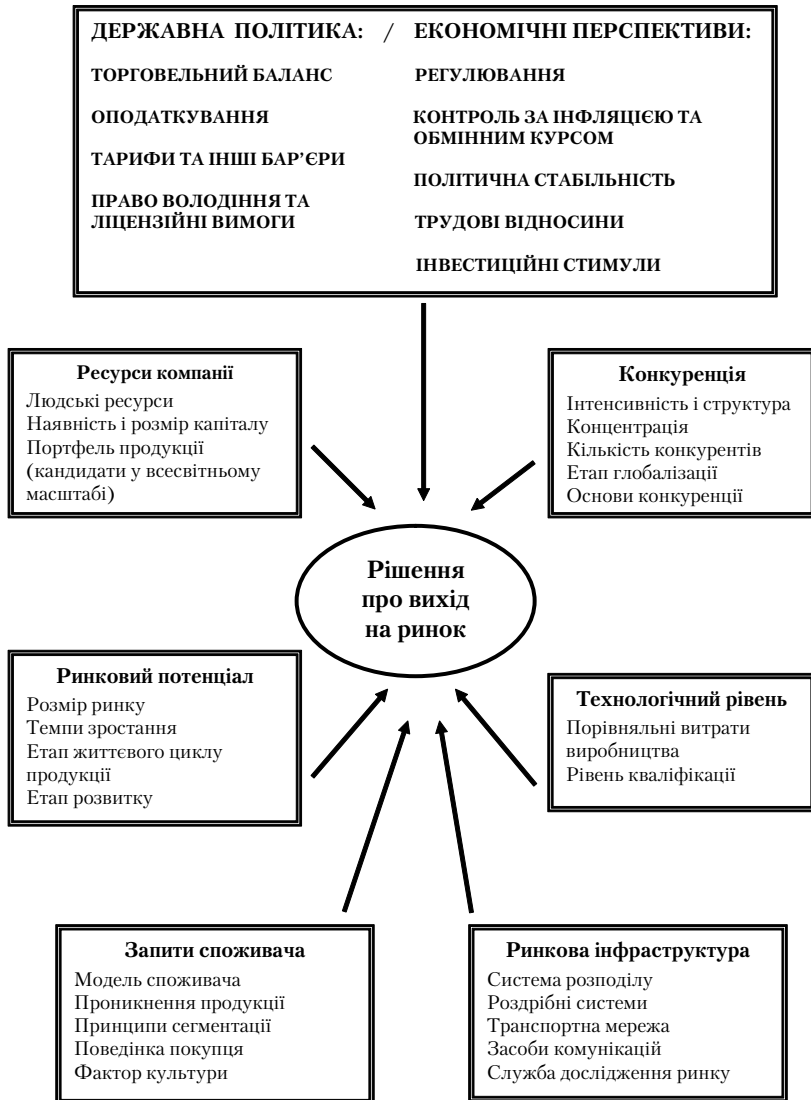 ДЕРЖАВНА ПОЛІТИКА: / ЕКОНОМІЧНІ ПЕРСПЕКТИВИ:
ТОРГОВЕЛЬНИЙ БАЛАНС
ОПОДАТКУВАННЯ
ТАРИФИ ТА ІНШІ БАР’ЄРИ
ПРАВО ВОЛОДІННЯ ТА
ЛІЦЕНЗІЙНІ ВИМОГИ
РЕГУЛЮВАННЯ
КОНТРОЛЬ ЗА ІНФЛЯЦІЄЮ ТА
ОБМІННИМ КУРСОМ
ПОЛІТИЧНА СТАБІЛЬНІСТЬ
ТРУДОВІ ВІДНОСИНИ
ІНВЕСТИЦІЙНІ СТИМУЛИ
Ресурси компанії
Людські ресурси
Наявність і розмір капіталу
Портфель продукції
(кандидати у всесвітньому
масштабі)
Конкуренція
Інтенсивність і структура
Концентрація
Кількість конкурентів
Етап глобалізації
Основи конкуренції
Рішення
про вихід
на ринок
Ринковий потенціал
Розмір ринку
Темпи зростання
Етап життєвого циклу
продукції
Етап розвитку
Технологічний рівень
Порівняльні витрати
виробництва
Рівень кваліфікації
Запити споживача
Модель споживача
Проникнення продукції
Принципи сегментації
Поведінка покупця
Фактор культури
Ринкова інфраструктура
Система розподілу
Роздрібні системи
Транспортна мережа
Засоби комунікацій
Служба дослідження ринку